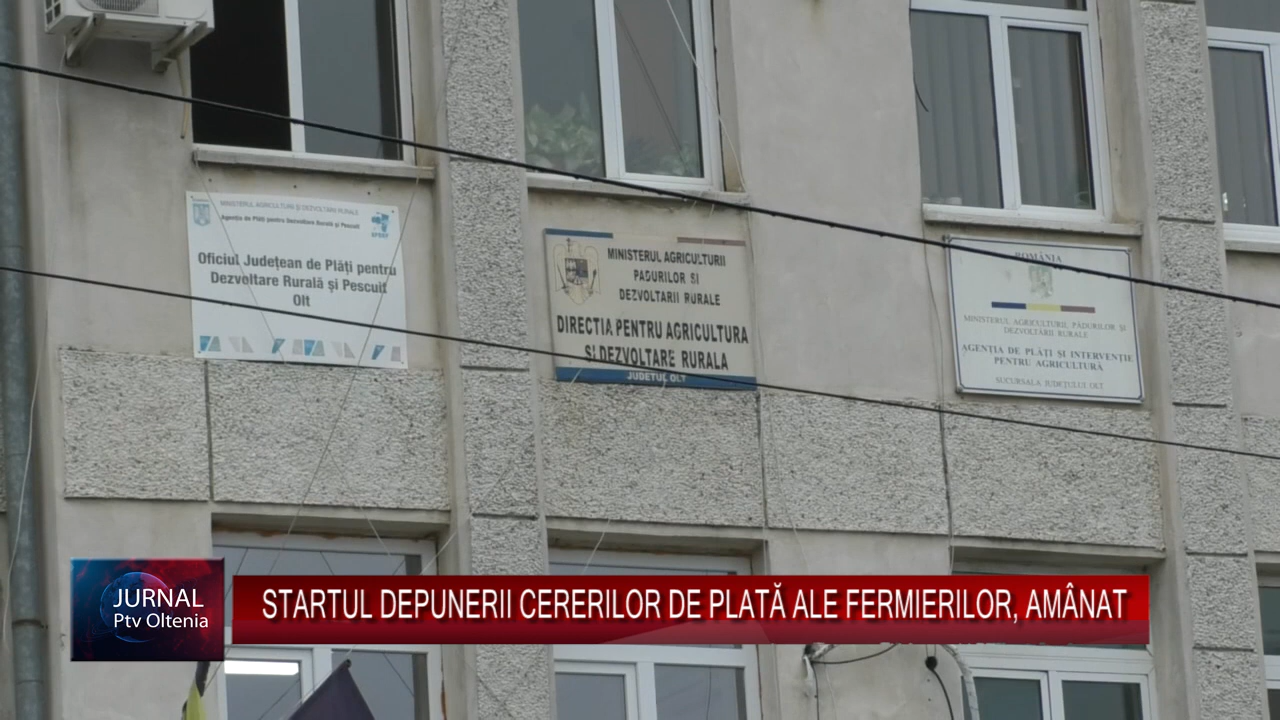 MINISTERUL AGRICULTURII ȘI DEZVOLTĂRII RURALE
Agenția de Plăți pentru Dezvoltare Rurală și Pescuit
Oficiul Județean de Plăți pentru
Dezvoltare Rurală și Pescuit
Olt
MINISTERUL AGRICULTURII
PADURILOR SI
DEZVOLTARII RURALE
DIRECTIA PENTRU AGRICULTURA
SI DEZVOLTARE RURALA
JUDETUL OLT
ROMÂNIA
MINISTERUL AGRICULTURII, PĂDURILOR ȘI
DEZVOLTĂRII RURALE
AGENȚIA DE PLĂȚI ȘI INTERVENȚIE
PENTRU AGRICULTURĂ
SUCURSALA JUDEȚULUI OLT
JURNAL
Ptv Oltenia
STARTUL DEPUNERII CERERILOR DE PLATĂ ALE FERMIERILOR, AMÂNAT